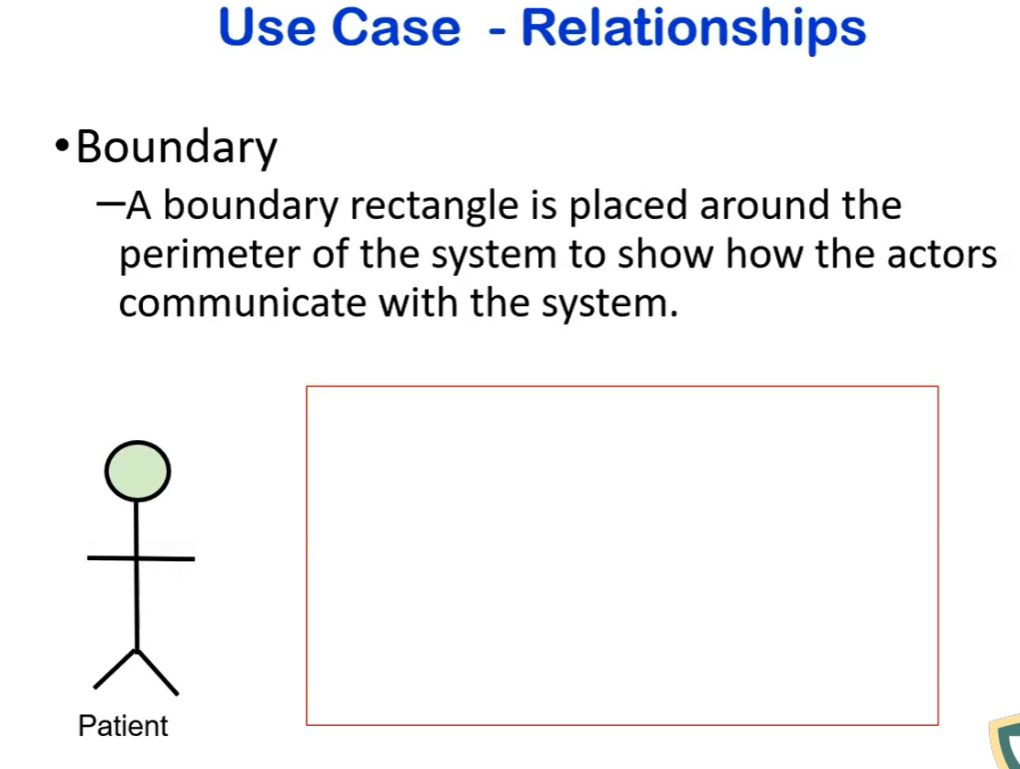 Use Case - Relationships
•Boundary
–A boundary rectangle is placed around the
perimeter of the system to show how the actors
communicate with the system.
Patient